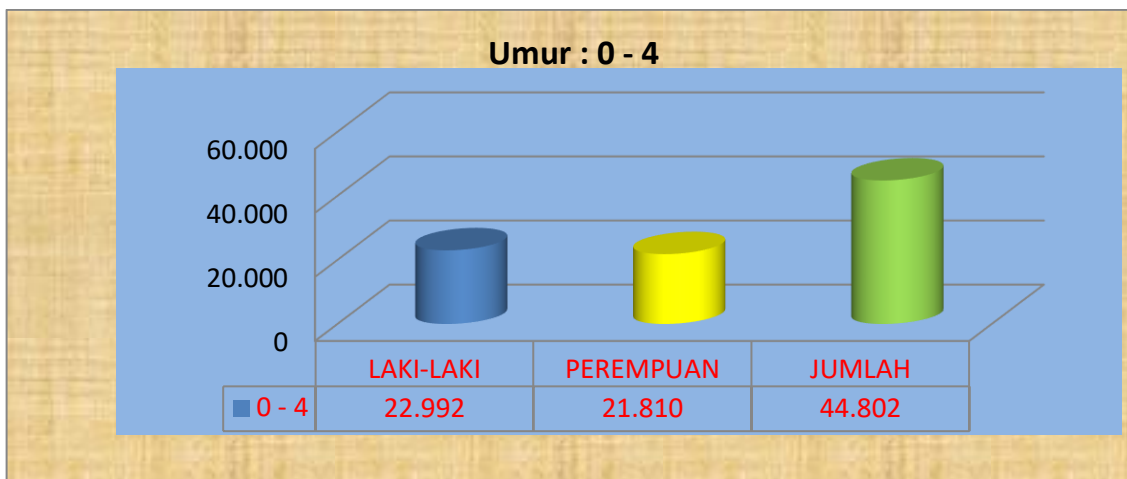 Umur : 0 - 4
60.000
40.000
20.000
0
LAKI-LAKI PEREMPUAN JUMLAH
0 - 4 22.992 21.810 44.802